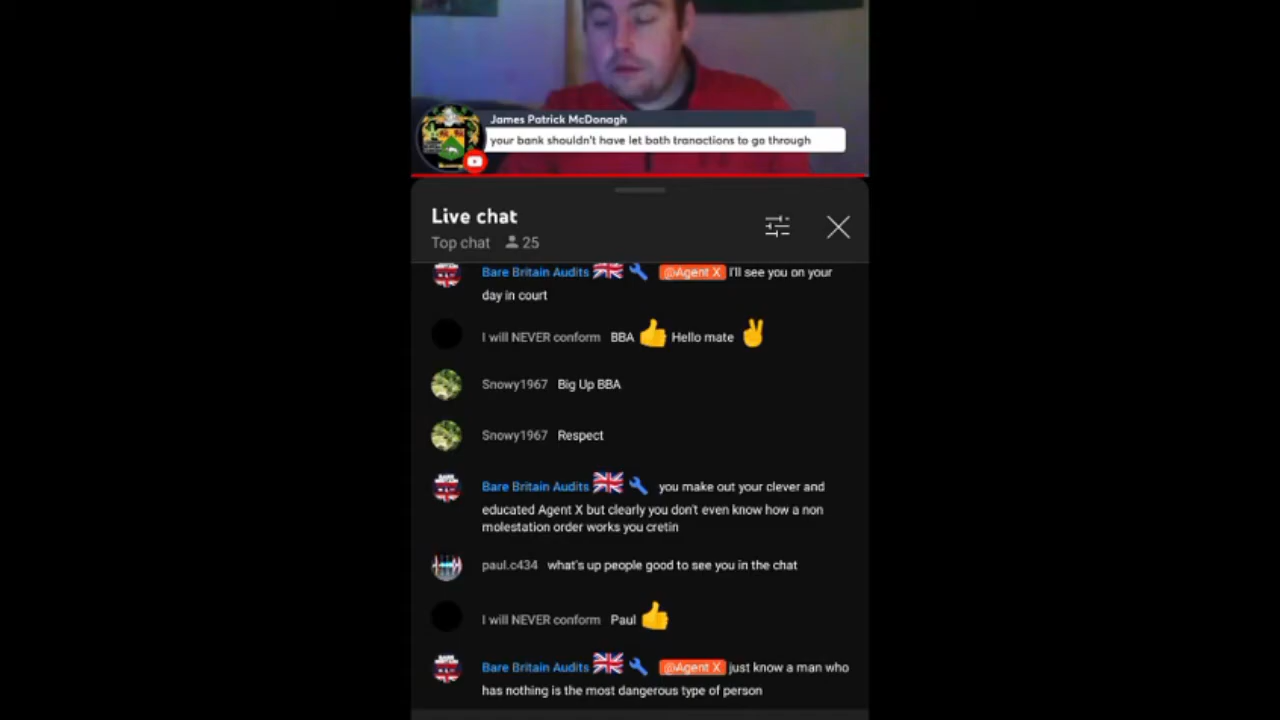 James Patrick McDonagh
your bank shouldn't have let both tranactions to go through
Live chat
Top chat 25
Bare Britain Audits @Agent X I'll see you on your
day in court
I will NEVER conform BBA Hello mate
Snowy1967 Big Up BBA
Snowy1967 Respect
Bare Britain Audits you make out your clever and
educated Agent X but clearly you don't even know how a non
molestation order works you cretin
paul.c434 what's up people good to see you in the chat
I will NEVER conform Paul
Bare Britain Audits @Agent X just know a man who
has nothing is the most dangerous type of person